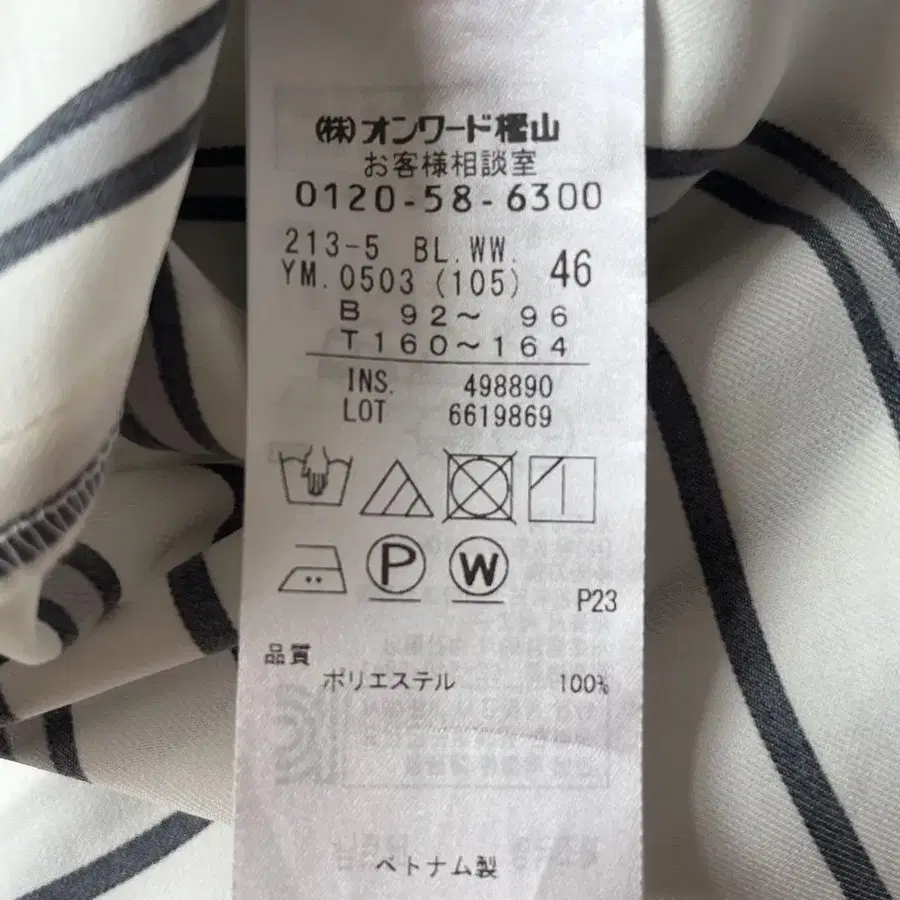 (株)オンワード樫山
お客様相談室
0120-58-6300
213-5 BL.WW.
YM.0503 (105) 46
B 92～ 96
T160～164
INS. 498890
LOT 6619869
P W
P23
品質
ポリエステル 100%
ベトナム製